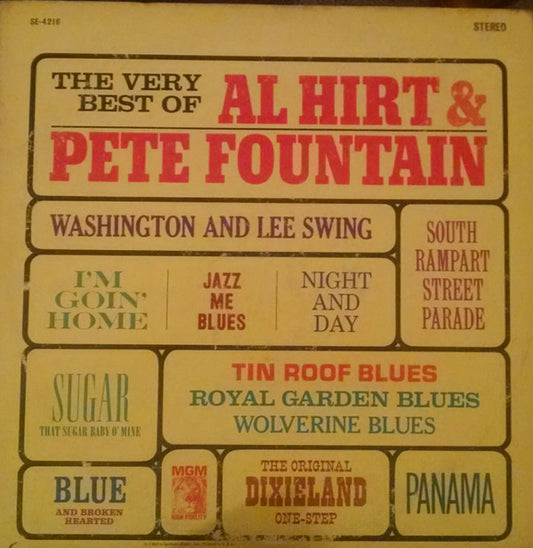 SE-4216
STEREO
THE VERY
BEST OF
AL HIRT &
PETE FOUNTAIN
WASHINGTON AND LEE SWING
SOUTH
RAMPART
STREET
PARADE
I'M
GOIN'
HOME
JAZZ
ME
BLUES
NIGHT
AND
DAY
SUGAR
THAT SUGAR BABY O' MINE
TIN ROOF BLUES
ROYAL GARDEN BLUES
WOLVERINE BLUES
BLUE
AND BROKEN
HEARTED
MGM
HIGH FIDELITY
THE ORIGINAL
DIXIELAND
ONE-STEP
PANAMA